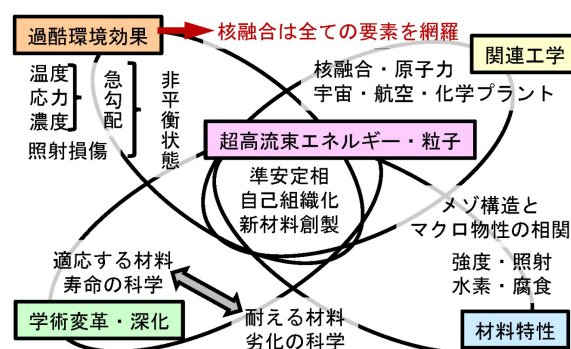 過酷環境効果
核融合は全ての要素を網羅
関連工学
温度
応力
濃度
急勾配
非平衡状態
照射損傷
核融合・原子力
宇宙・航空・化学プラント
超高流束エネルギー・粒子
準安定相
自己組織化
新材料創製
メゾ構造と
マクロ物性の相関
強度・照射
水素・腐食
適応する材料
寿命の科学
学術変革・深化
耐える材料
劣化の科学
材料特性